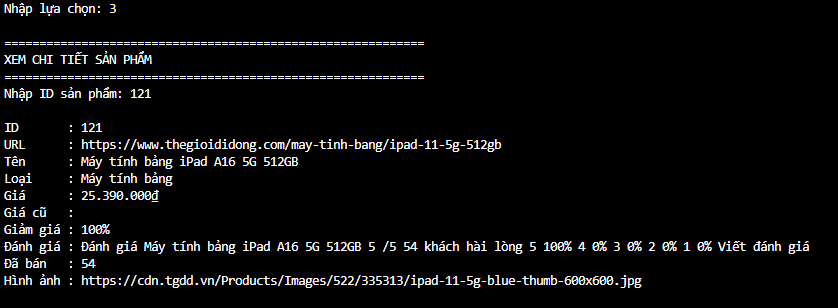 Nhập lựa chọn: 3
============================================================
XEM CHI TIẾT SẢN PHẨM
============================================================
Nhập ID sản phẩm: 121
ID : 121
URL : https://www.thegioididong.com/may-tinh-bang/ipad-11-5g-512gb
Tên : Máy tính bảng iPad A16 5G 512GB
Loại : Máy tính bảng
Giá : 25.390.000₫
Giá cũ :
Giảm giá : 100%
Đánh giá : Đánh giá Máy tính bảng iPad A16 5G 512GB 5 /5 54 khách hài lòng 5 100% 4 0% 3 0% 2 0% 1 0% Viết đánh giá
Đã bán : 54
Hình ảnh : https://cdn.tgdd.vn/Products/Images/522/335313/ipad-11-5g-blue-thumb-600x600.jpg